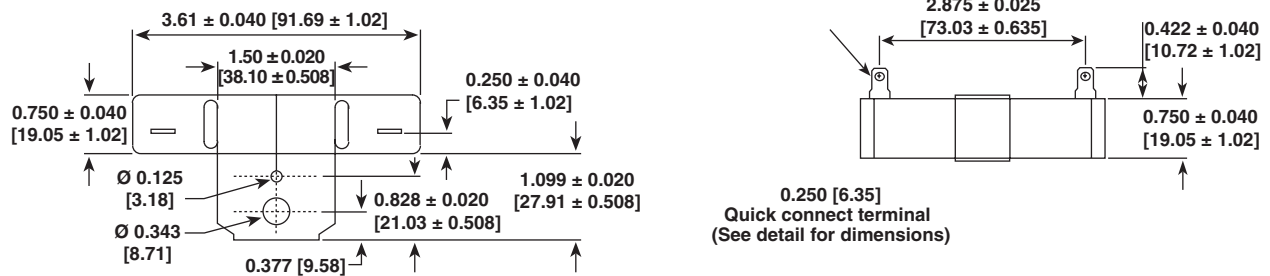 3.61 ± 0.040 [91.69 ± 1.02]
1.50 ± 0.020
[38.10 ± 0.508]
0.250 ± 0.040
[6.35 ± 1.02]
0.750 ± 0.040
[19.05 ± 1.02]
Ø 0.125
[3.18]
Ø 0.343
[8.71]
0.828 ± 0.020
[21.03 ± 0.508]
1.099 ± 0.020
[27.91 ± 0.508]
0.377 [9.58]
2.875 ± 0.025
[73.03 ± 0.635]
0.422 ± 0.040
[10.72 ± 1.02]
0.750 ± 0.040
[19.05 ± 1.02]
0.250 [6.35]
Quick connect terminal
(See detail for dimensions)